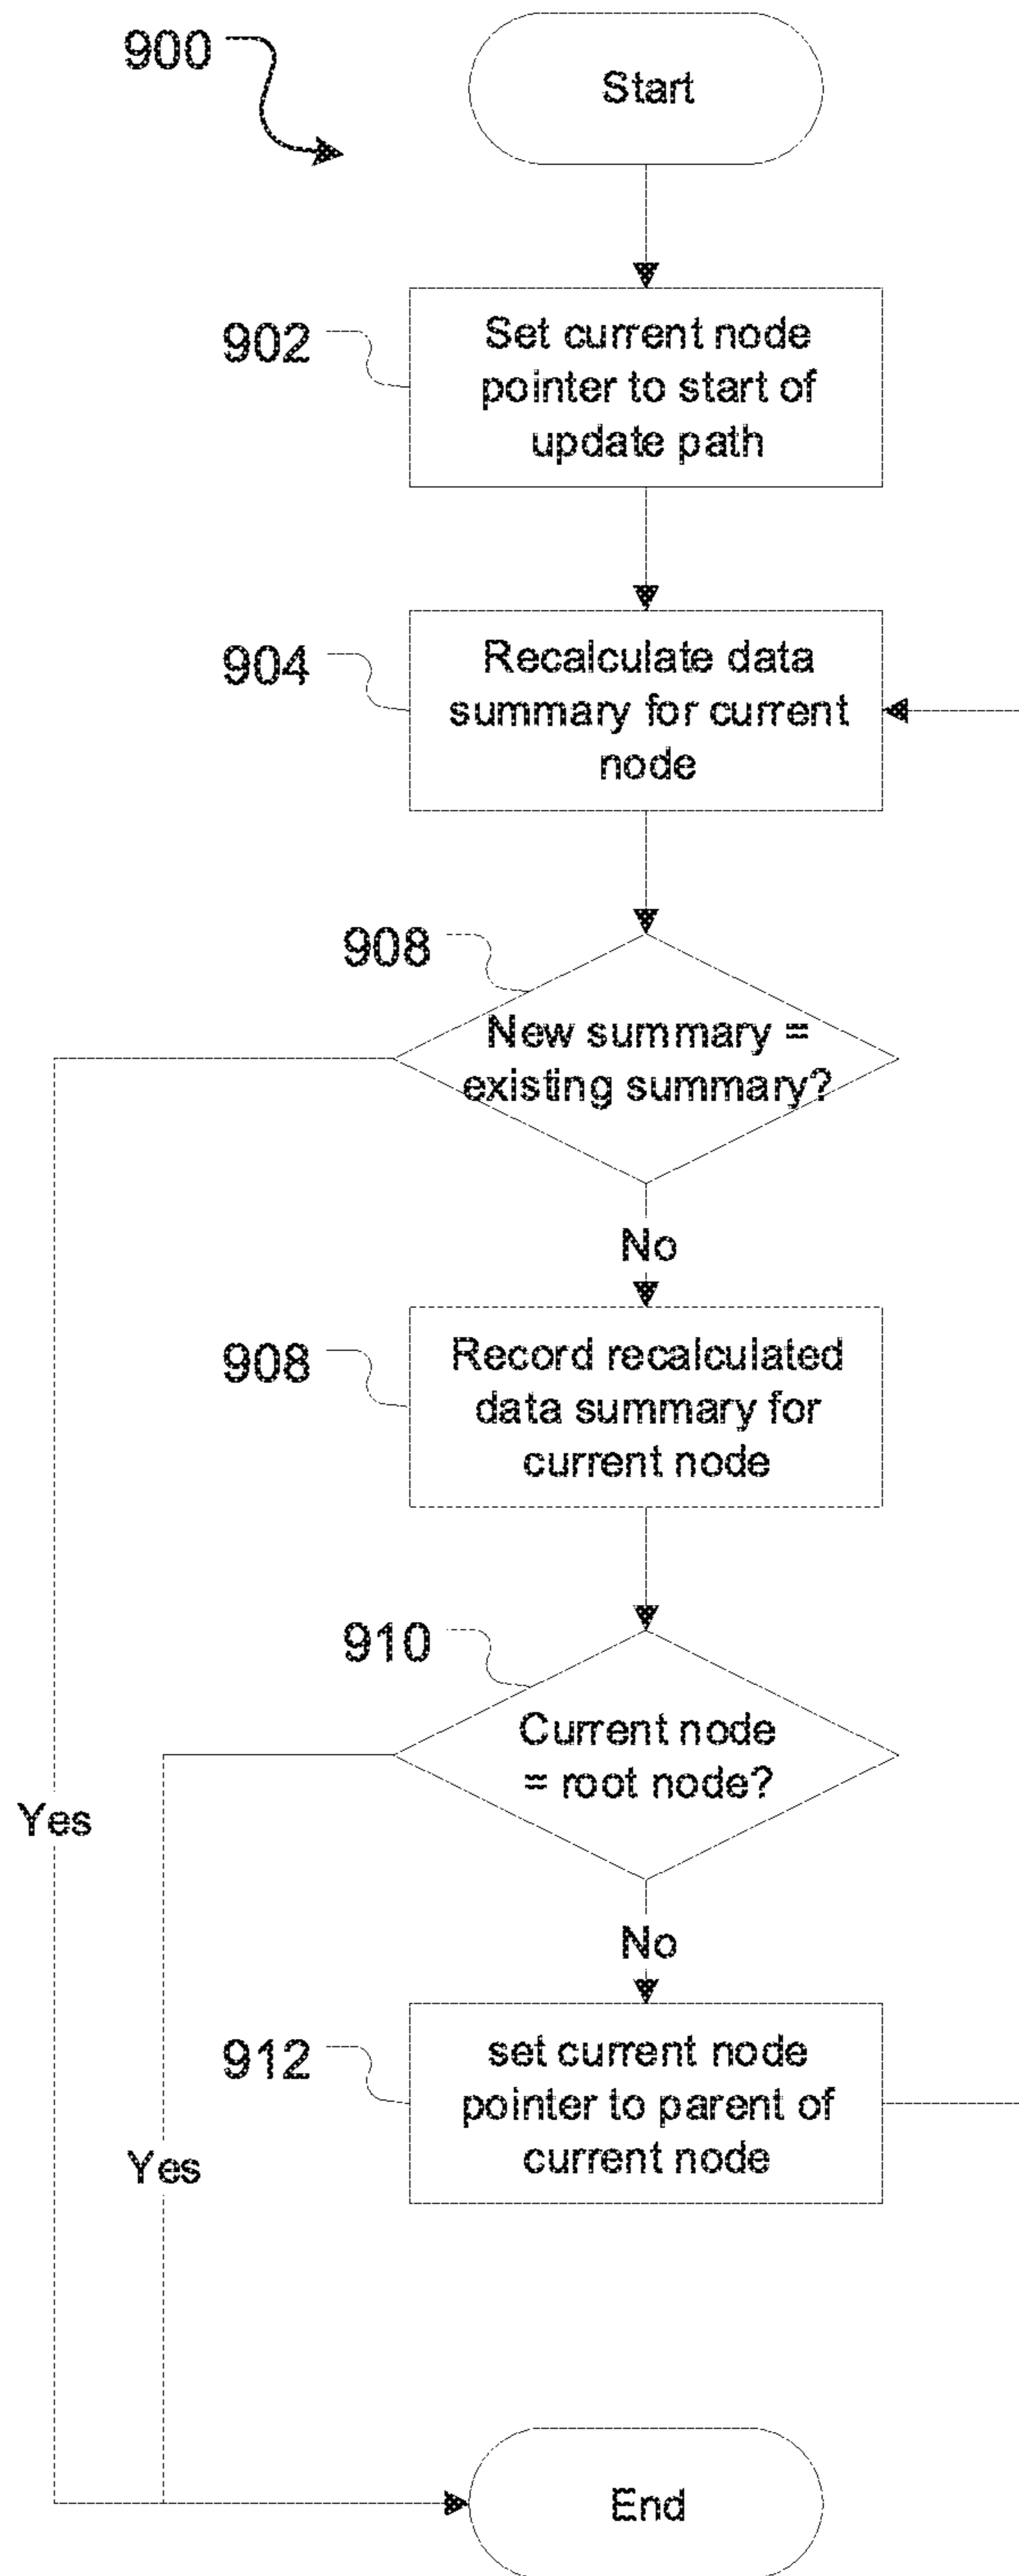 900
Start
902
Set current node
pointer to start of
update path
904
Recalculate data
summary for current
node
908
New summary =
existing summary?
No
908
Record recalculated
data summary for
current node
910
Current node
= root node?
Yes
No
912
set current node
pointer to parent of
current node
Yes
End